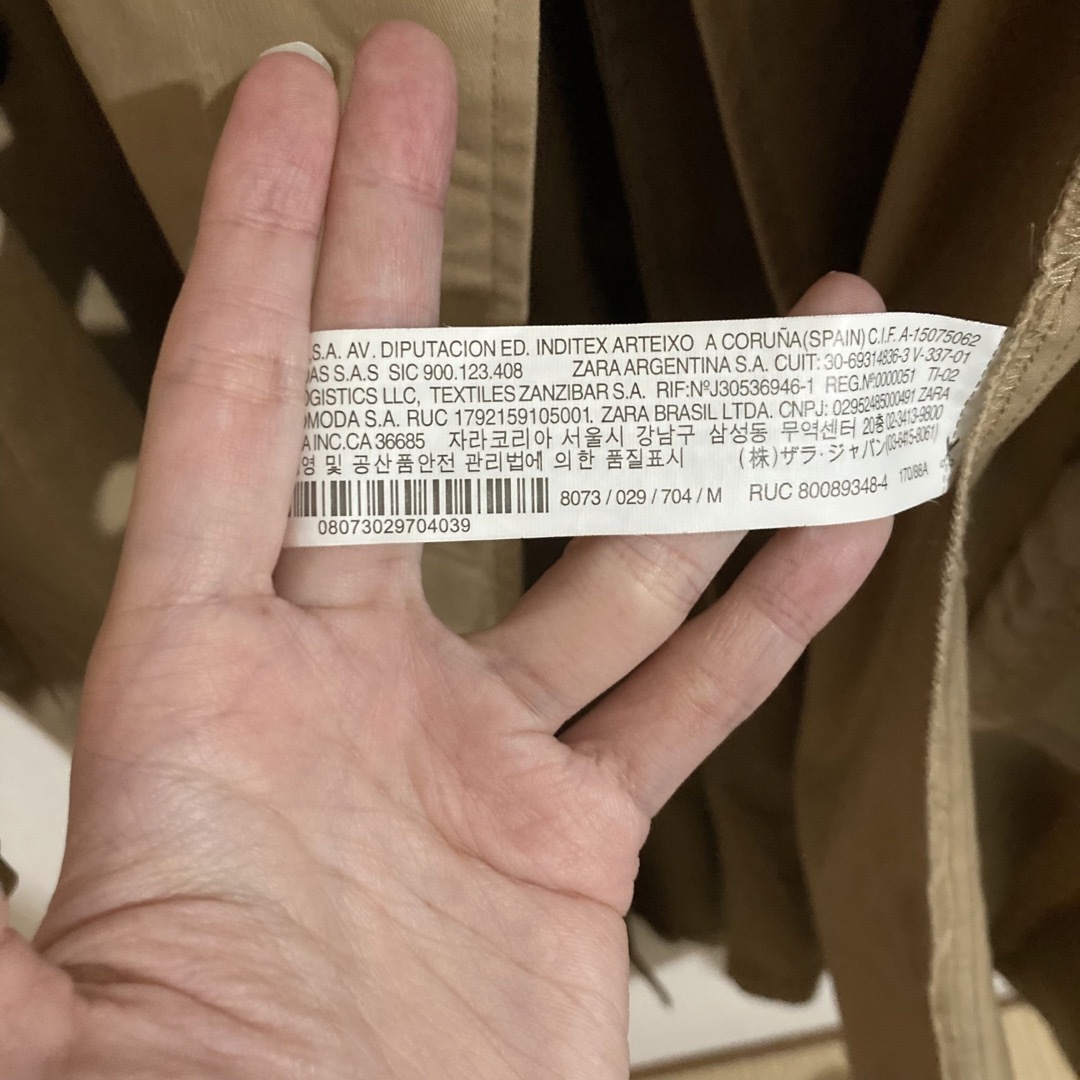 S.A. AV. DIPUTACION ED. INDITEX ARTEIXO A CORUÑA (SPAIN) C.I.F. A-15075062
S.A.S SIC 900.123.408 ZARA ARGENTINA S.A. CUIT: 30-69314836-3 V-337-01
LLC, TEXTILES ZANZIBAR S.A. RIF:NºJ30536946-1 REG.Nº:0000051 TI-02
S.A. RUC 1792159105001. ZARA BRASIL LTDA. CNPJ: 02952485000491 ZARA
INC.CA 36685 자라코리아 서울시 강남구 삼성동 무역센터 20층 02-3413-9800
및 공산품안전 관리법에 의한 품질표시 (株)ザラ・ジャパン(03-6415-8061)
8073 / 029 / 704 / M RUC 80089348-4 170/88A
08073029704039